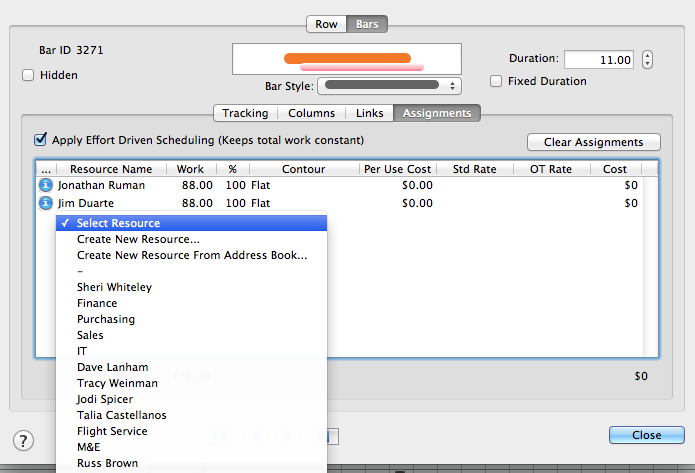 Row Bars
Bar ID 3271
Duration: 11.00
Hidden
Fixed Duration
Bar Style:
Tracking Columns Links Assignments
Apply Effort Driven Scheduling (Keeps total work constant)
Clear Assignments
... Resource Name Work % Contour Per Use Cost Std Rate OT Rate Cost
Jonathan Ruman 88.00 100 Flat $0.00 $0
Jim Duarte 88.00 100 Flat $0.00 $0
✓ Select Resource
Create New Resource...
Create New Resource From Address Book...
–
Sheri Whiteley
Finance
Purchasing
Sales
IT
Dave Lanham
Tracy Weinman
$0
Jodi Spicer
Talia Castellanos
Flight Service
M&E
Russ Brown
? Close